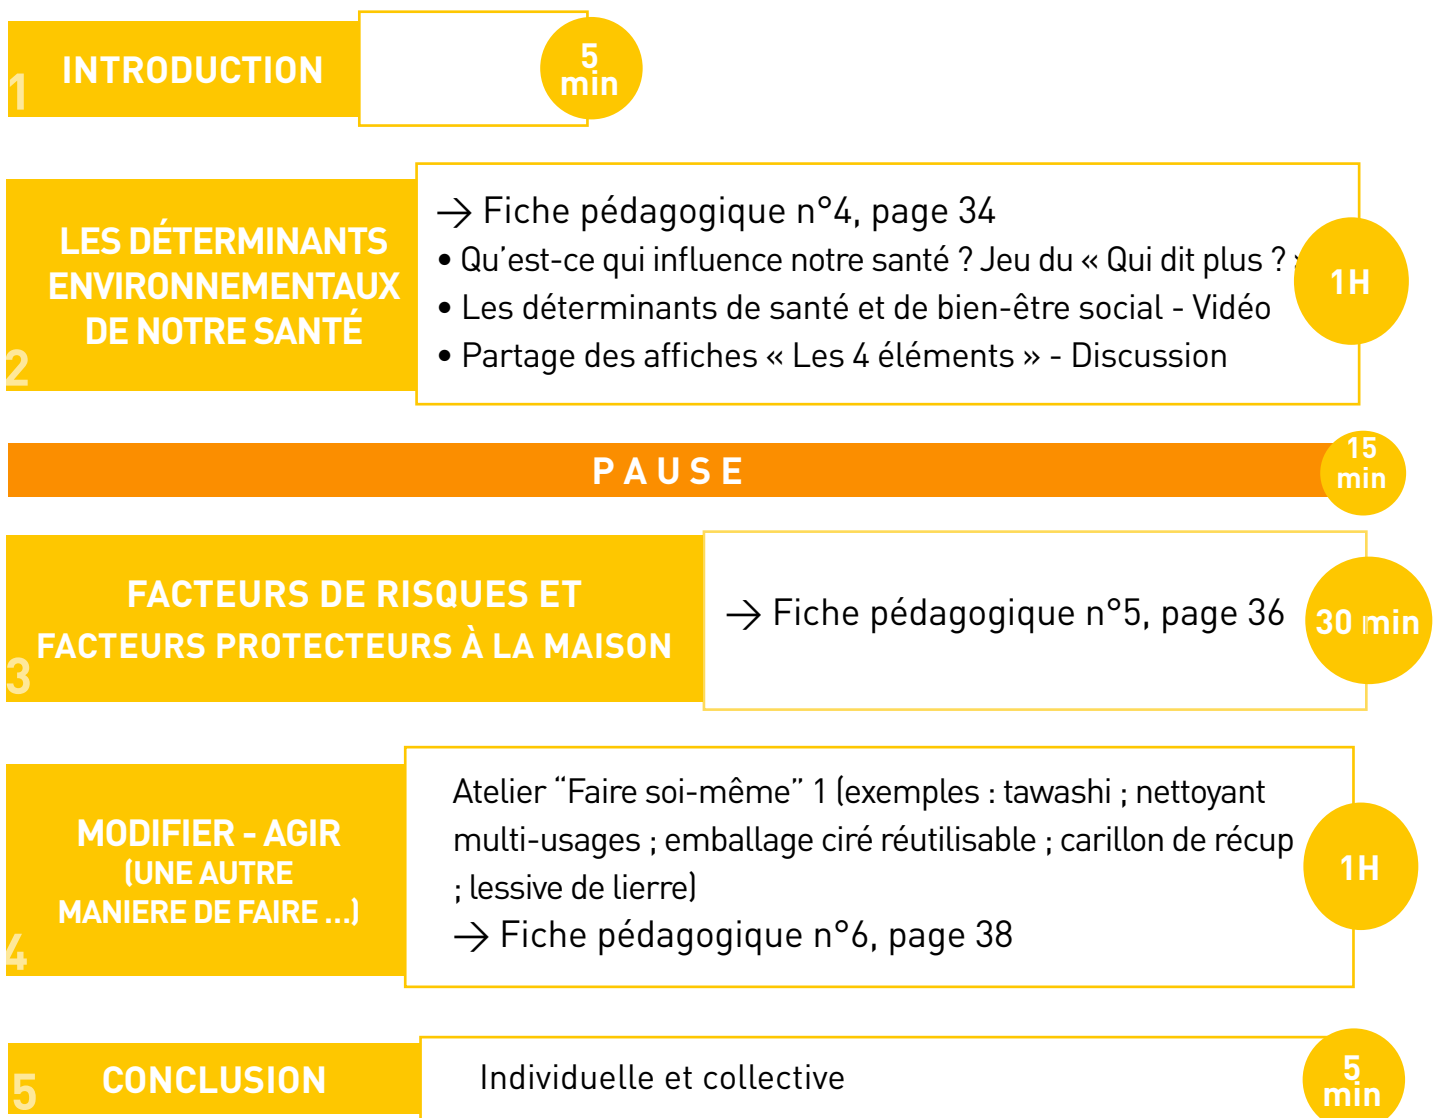 1
INTRODUCTION
5
min
2
LES DÉTERMINANTS
ENVIRONNEMENTAUX
DE NOTRE SANTÉ
→ Fiche pédagogique n°4, page 34
• Qu’est-ce qui influence notre santé ? Jeu du « Qui dit plus ? »
• Les déterminants de santé et de bien-être social - Vidéo
• Partage des affiches « Les 4 éléments » - Discussion
1H
PAUSE
15
min
3
FACTEURS DE RISQUES ET
FACTEURS PROTECTEURS À LA MAISON
→ Fiche pédagogique n°5, page 36
30 min
4
MODIFIER - AGIR
(UNE AUTRE
MANIERE DE FAIRE ...)
Atelier “Faire soi-même” 1 (exemples : tawashi ; nettoyant
multi-usages ; emballage ciré réutilisable ; carillon de récup
; lessive de lierre)
→ Fiche pédagogique n°6, page 38
1H
5
CONCLUSION
Individuelle et collective
5
min